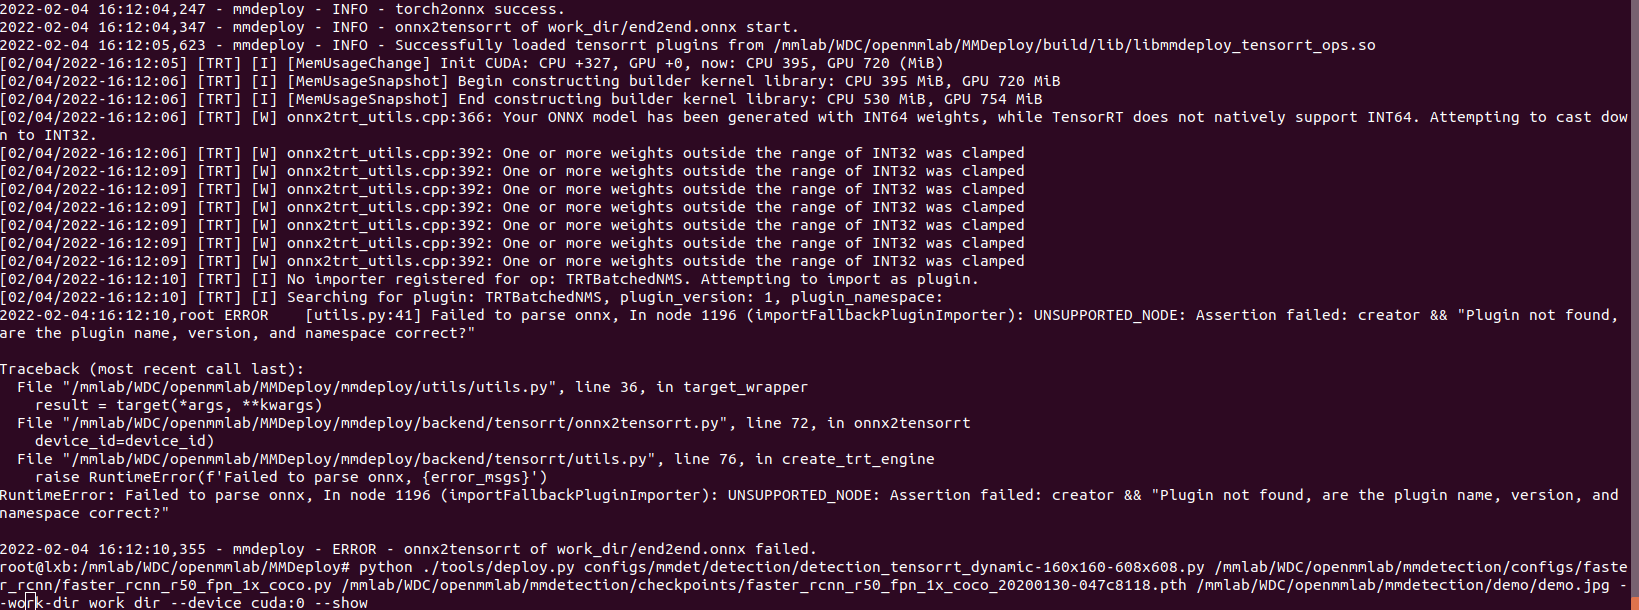 2022-02-04 16:12:04,247 - mmdeploy - INFO - torch2onnx success.
2022-02-04 16:12:04,347 - mmdeploy - INFO - onnx2tensorrt of work_dir/end2end.onnx start.
2022-02-04 16:12:05,623 - mmdeploy - INFO - Successfully loaded tensorrt plugins from /mmlab/WDC/openmmlab/MMDeploy/build/lib/libmmdeploy_tensorrt_ops.so
[02/04/2022-16:12:05] [TRT] [I] [MemUsageChange] Init CUDA: CPU +327, GPU +0, now: CPU 395, GPU 720 (MiB)
[02/04/2022-16:12:06] [TRT] [I] [MemUsageSnapshot] Begin constructing builder kernel library: CPU 395 MiB, GPU 720 MiB
[02/04/2022-16:12:06] [TRT] [I] [MemUsageSnapshot] End constructing builder kernel library: CPU 530 MiB, GPU 754 MiB
[02/04/2022-16:12:06] [TRT] [W] onnx2trt_utils.cpp:366: Your ONNX model has been generated with INT64 weights, while TensorRT does not natively support INT64. Attempting to cast dow
n to INT32.
[02/04/2022-16:12:06] [TRT] [W] onnx2trt_utils.cpp:392: One or more weights outside the range of INT32 was clamped
[02/04/2022-16:12:09] [TRT] [W] onnx2trt_utils.cpp:392: One or more weights outside the range of INT32 was clamped
[02/04/2022-16:12:09] [TRT] [W] onnx2trt_utils.cpp:392: One or more weights outside the range of INT32 was clamped
[02/04/2022-16:12:09] [TRT] [W] onnx2trt_utils.cpp:392: One or more weights outside the range of INT32 was clamped
[02/04/2022-16:12:09] [TRT] [W] onnx2trt_utils.cpp:392: One or more weights outside the range of INT32 was clamped
[02/04/2022-16:12:09] [TRT] [W] onnx2trt_utils.cpp:392: One or more weights outside the range of INT32 was clamped
[02/04/2022-16:12:09] [TRT] [W] onnx2trt_utils.cpp:392: One or more weights outside the range of INT32 was clamped
[02/04/2022-16:12:10] [TRT] [I] No importer registered for op: TRTBatchedNMS. Attempting to import as plugin.
[02/04/2022-16:12:10] [TRT] [I] Searching for plugin: TRTBatchedNMS, plugin_version: 1, plugin_namespace:
2022-02-04:16:12:10,root ERROR    [utils.py:41] Failed to parse onnx, In node 1196 (importFallbackPluginImporter): UNSUPPORTED_NODE: Assertion failed: creator && "Plugin not found,
are the plugin name, version, and namespace correct?"
Traceback (most recent call last):
  File "/mmlab/WDC/openmmlab/MMDeploy/mmdeploy/utils/utils.py", line 36, in target_wrapper
    result = target(*args, **kwargs)
  File "/mmlab/WDC/openmmlab/MMDeploy/mmdeploy/backend/tensorrt/onnx2tensorrt.py", line 72, in onnx2tensorrt
    device_id=device_id)
  File "/mmlab/WDC/openmmlab/MMDeploy/mmdeploy/backend/tensorrt/utils.py", line 76, in create_trt_engine
    raise RuntimeError(f'Failed to parse onnx, {error_msgs}')
RuntimeError: Failed to parse onnx, In node 1196 (importFallbackPluginImporter): UNSUPPORTED_NODE: Assertion failed: creator && "Plugin not found, are the plugin name, version, and
namespace correct?"
2022-02-04 16:12:10,355 - mmdeploy - ERROR - onnx2tensorrt of work_dir/end2end.onnx failed.
root@lxb:/mmlab/WDC/openmmlab/MMDeploy# python ./tools/deploy.py configs/mmdet/detection/detection_tensorrt_dynamic-160x160-608x608.py /mmlab/WDC/openmmlab/mmdetection/configs/faste
r_rcnn/faster_rcnn_r50_fpn_1x_coco.py /mmlab/WDC/openmmlab/mmdetection/checkpoints/faster_rcnn_r50_fpn_1x_coco_20200130-047c8118.pth /mmlab/WDC/openmmlab/mmdetection/demo/demo.jpg -
-work-dir work_dir --device cuda:0 --show